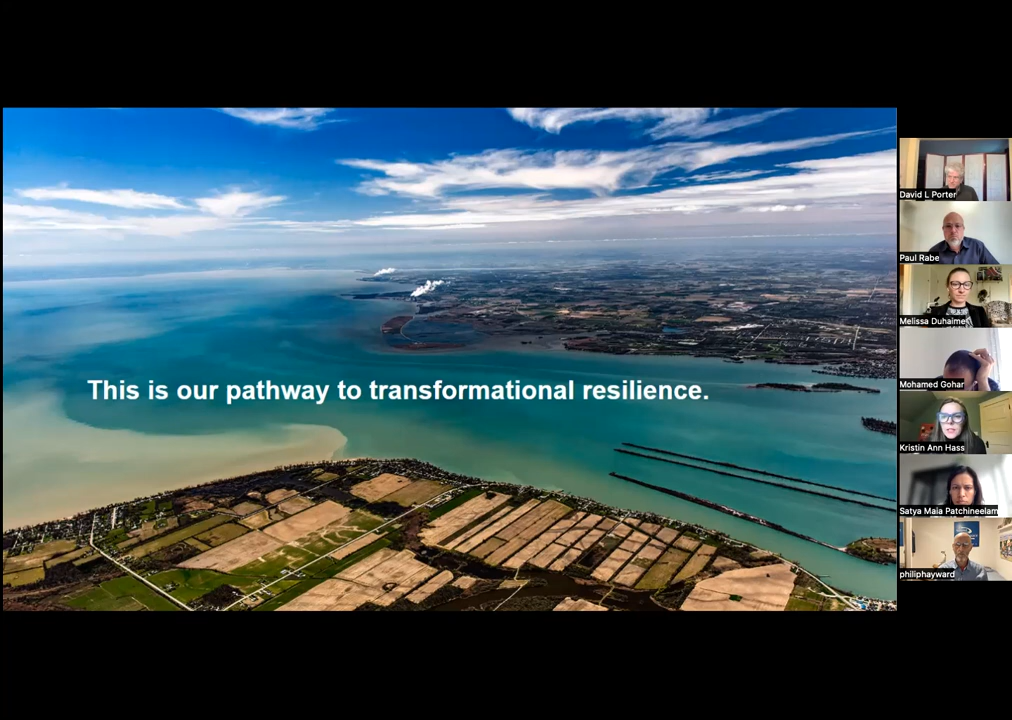 This is our pathway to transformational resilience.
David L Porter
Paul Rabe
Melissa Duhaime
Mohamed Gohar
Kristin Ann Hass
Satya Maia Patchineelam
philiphayward